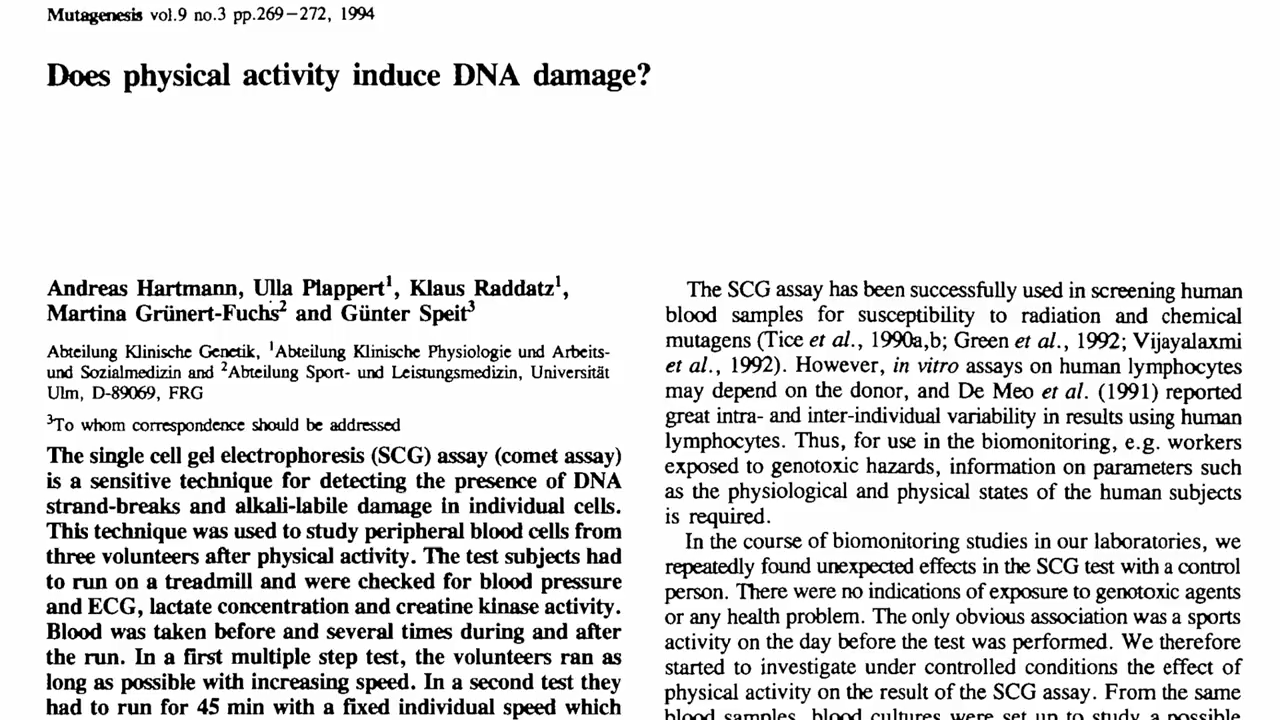 Mutagenesis vol.9 no.3 pp.269–272, 1994
Does physical activity induce DNA damage?
Andreas Hartmann, Ulla Plappert¹, Klaus Raddatz¹,
Martina Grünert-Fuchs² and Günter Speit³
Abteilung Klinische Genetik, ¹Abteilung Klinische Physiologie und Arbeits-
und Sozialmedizin and ²Abteilung Sport- und Leistungsmedizin, Universität
Ulm, D-89069, FRG
³To whom correspondence should be addressed
The single cell gel electrophoresis (SCG) assay (comet assay)
is a sensitive technique for detecting the presence of DNA
strand-breaks and alkali-labile damage in individual cells.
This technique was used to study peripheral blood cells from
three volunteers after physical activity. The test subjects had
to run on a treadmill and were checked for blood pressure
and ECG, lactate concentration and creatine kinase activity.
Blood was taken before and several times during and after
the run. In a first multiple step test, the volunteers ran as
long as possible with increasing speed. In a second test they
had to run for 45 min with a fixed individual speed which
The SCG assay has been successfully used in screening human
blood samples for susceptibility to radiation and chemical
mutagens (Tice et al., 1990a,b; Green et al., 1992; Vijayalaxmi
et al., 1992). However, in vitro assays on human lymphocytes
may depend on the donor, and De Meo et al. (1991) reported
great intra- and inter-individual variability in results using human
lymphocytes. Thus, for use in the biomonitoring, e.g. workers
exposed to genotoxic hazards, information on parameters such
as the physiological and physical states of the human subjects
is required.
In the course of biomonitoring studies in our laboratories, we
repeatedly found unexpected effects in the SCG test with a control
person. There were no indications of exposure to genotoxic agents
or any health problem. The only obvious association was a sports
activity on the day before the test was performed. We therefore
started to investigate under controlled conditions the effect of
physical activity on the result of the SCG assay. From the same
blood samples, blood cultures were set up to study a possible